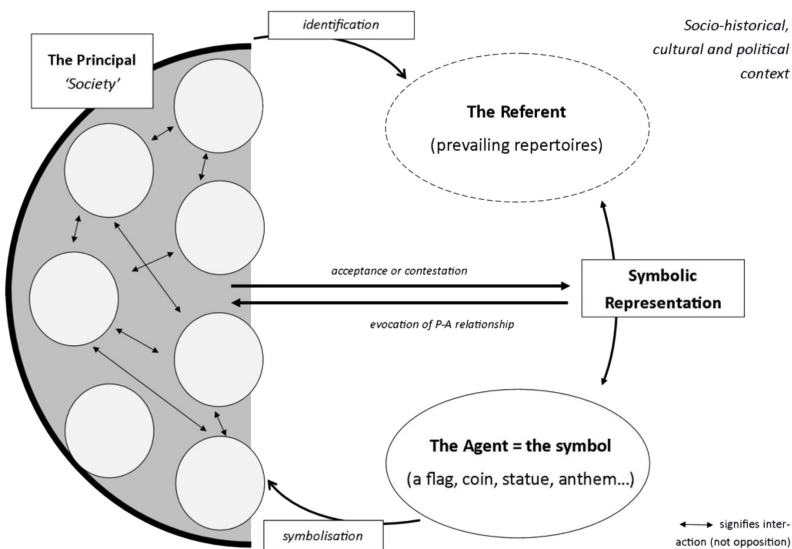 identification
Socio-historical,
cultural and political
context
The Principal
‘Society’
The Referent
(prevailing repertoires)
acceptance or contestation
evocation of P-A relationship
Symbolic
Representation
The Agent = the symbol
(a flag, coin, statue, anthem...)
symbolisation
signifies inter-
action (not opposition)